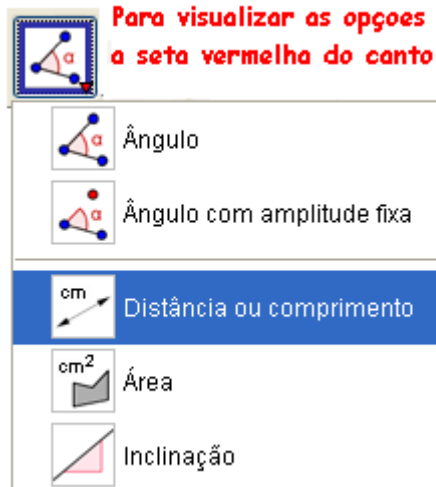 Para visualizar as opçoes
a seta vermelha do canto
α
α Ângulo
α Ângulo com amplitude fixa
cm Distância ou comprimento
cm² Área
Inclinação